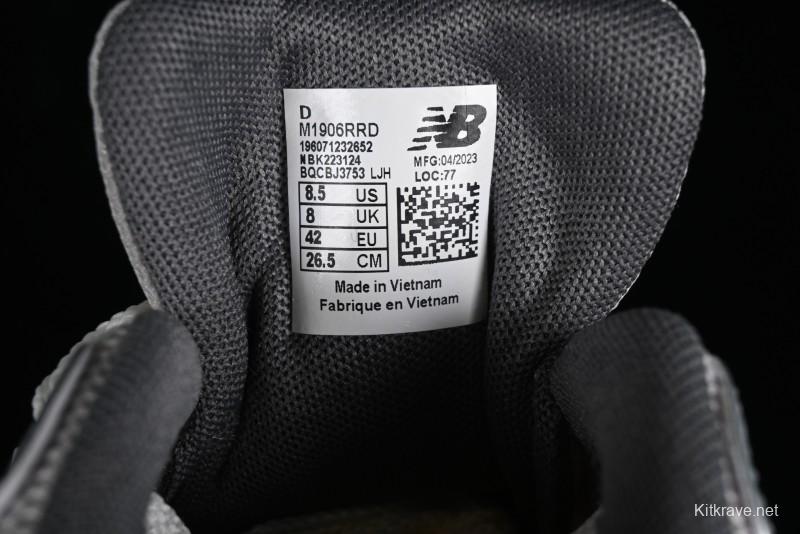 D
M1906RRD
196071232652
NBK223124
BQCBJ3753 LJH
8.5 US
8 UK
42 EU
26.5 CM
NB
MFG:04/2023
LOC:77
Made in Vietnam
Fabrique en Vietnam
Kitkrave.net